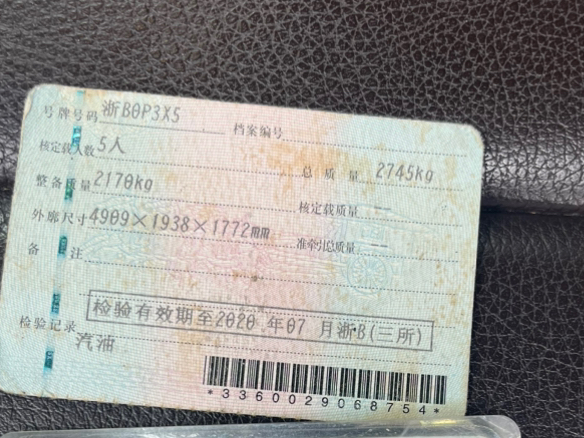 号牌号码 浙B0P3X5 档案编号
核定载人数 5人 总质量 2745kg
整备质量 2170kg 核定载质量 --
外廓尺寸 4909×1938×1772mm 准牵引总质量 --
备注
检验有效期至2020年07月浙B(三所)
检验记录
汽油
*3360029068754*